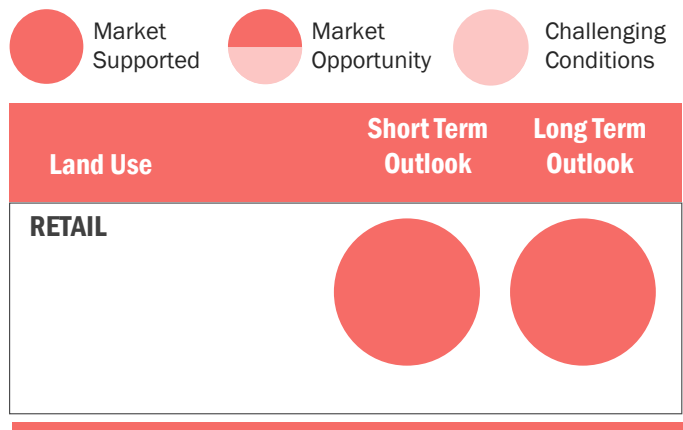 Market
Supported
Market
Opportunity
Challenging
Conditions
Land Use
Short Term
Outlook
Long Term
Outlook
RETAIL